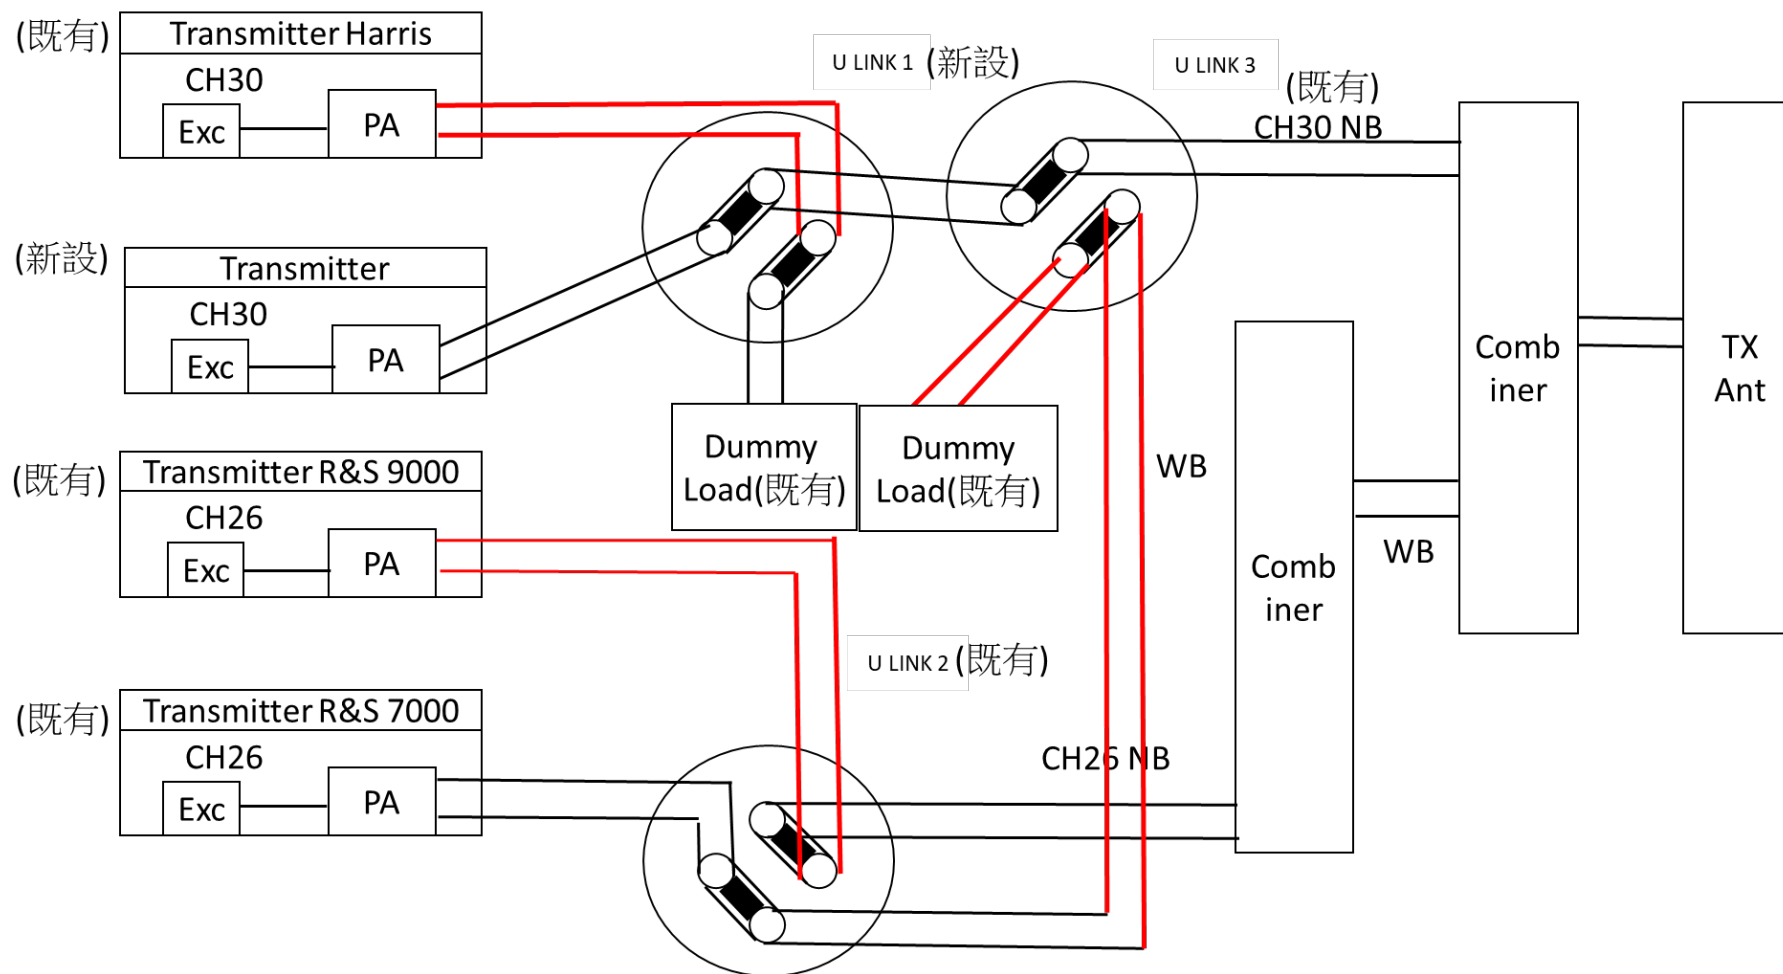 (既有)
Transmitter Harris
CH30
Exc
PA
U LINK 1
(新設)
U LINK 3
(既有)
CH30 NB
(新設)
Transmitter
CH30
Exc
PA
Dummy
Load(既有)
Dummy
Load(既有)
WB
Comb
iner
TX
Ant
(既有)
Transmitter R&S 9000
CH26
Exc
PA
WB
Comb
iner
U LINK 2
(既有)
(既有)
Transmitter R&S 7000
CH26
Exc
PA
CH26 NB